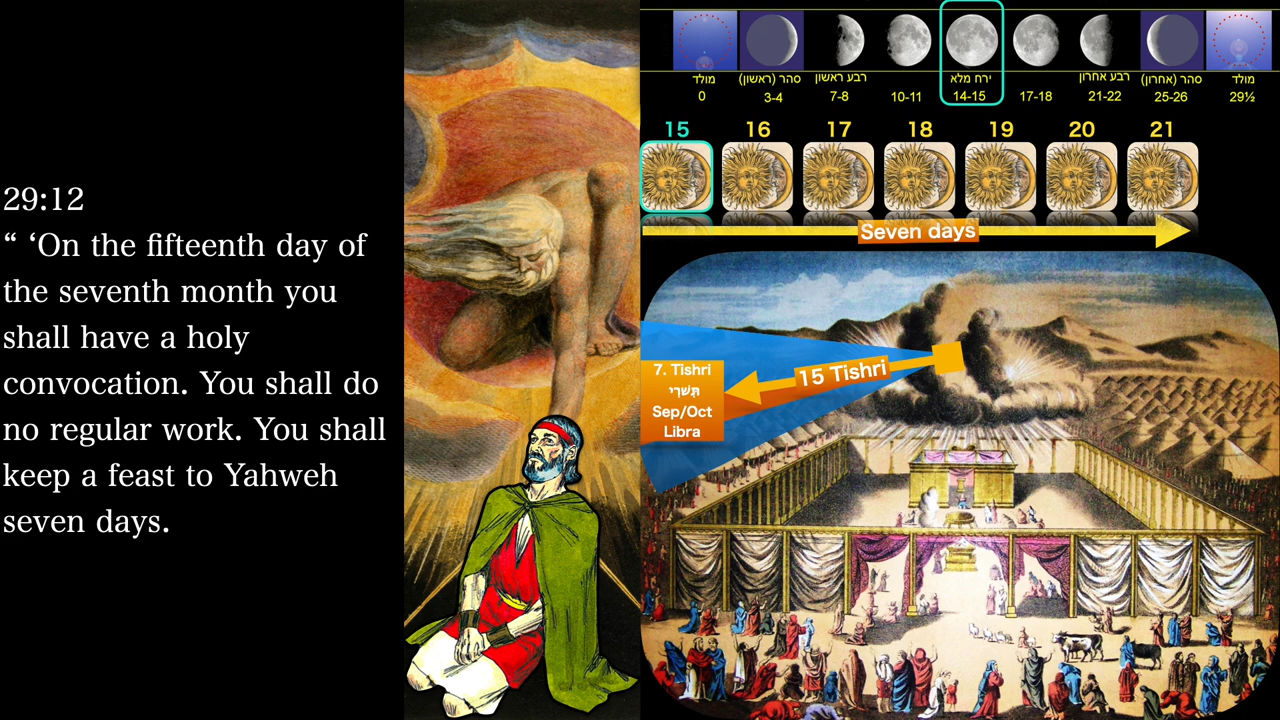 29:12
“ ‘On the fifteenth day of
the seventh month you
shall have a holy
convocation. You shall do
no regular work. You shall
keep a feast to Yahweh
seven days.
מולד סהר (ראשון) רבע ראשון ירח מלא רבע אחרון סהר (אחרון) מולד
0 3-4 7-8 10-11 14-15 17-18 21-22 25-26 29½
15 16 17 18 19 20 21
Seven days
15 Tishri
7. Tishri
תִּשְׁרֵי
Sep/Oct
Libra